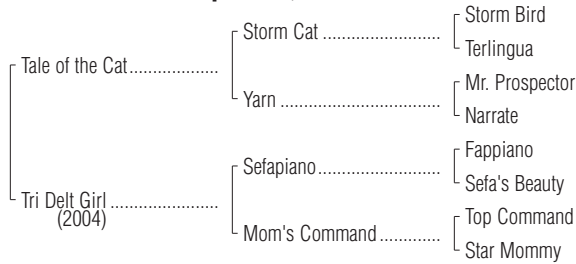 Storm Bird
Storm Cat ........................
Terlingua
Tale of the Cat..................
Mr. Prospector
Yarn ................................
Narrate
Fappiano
Sefapiano........................
Sefa's Beauty
Tri Delt Girl ......................
(2004)
Top Command
Mom's Command............
Star Mommy